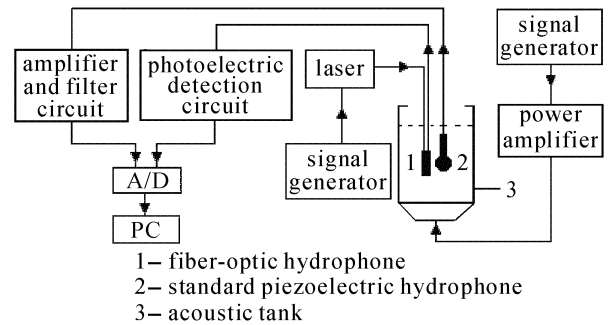 amplifier
and filter
circuit
photoelectric
detection
circuit
laser
signal
generator
signal
generator
power
amplifier
1
2
3
A/D
PC
1– fiber-optic hydrophone
2– standard piezoelectric hydrophone
3– acoustic tank